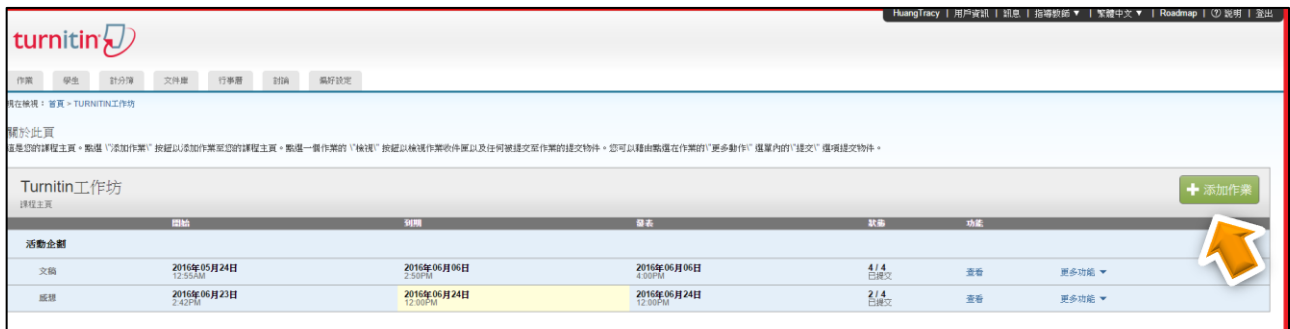 HuangTracy | 用戶資訊 | 訊息 | 指導教師 ▼ | 繁體中文 ▼ | Roadmap | ? 說明 | 登出
turnitin
作業 學生 計分簿 文件庫 行事曆 討論 偏好設定
現在檢視： 首頁 > TURNITIN工作坊
關於此頁
這是您的課程主頁。點選 \"添加作業\" 按鈕以添加作業至您的課程主頁。點選一個作業的 \"檢視\" 按鈕以檢視作業收件匣以及任何被提交至作業的提交物件。您可以藉由點選在作業的\"更多動作\" 選單內的\"提交\" 選項提交物件。
Turnitin工作坊
課程主頁
+ 添加作業
開始 到期 發表 狀態 功能
活動企劃
文稿 2016年05月24日 2016年06月06日 2016年06月06日 4 / 4 查看 更多功能 ▼
12:55AM 2:50PM 4:00PM 已提交
感想 2016年06月23日 2016年06月24日 2016年06月24日 2 / 4 查看 更多功能 ▼
2:42PM 12:00PM 12:00PM 已提交